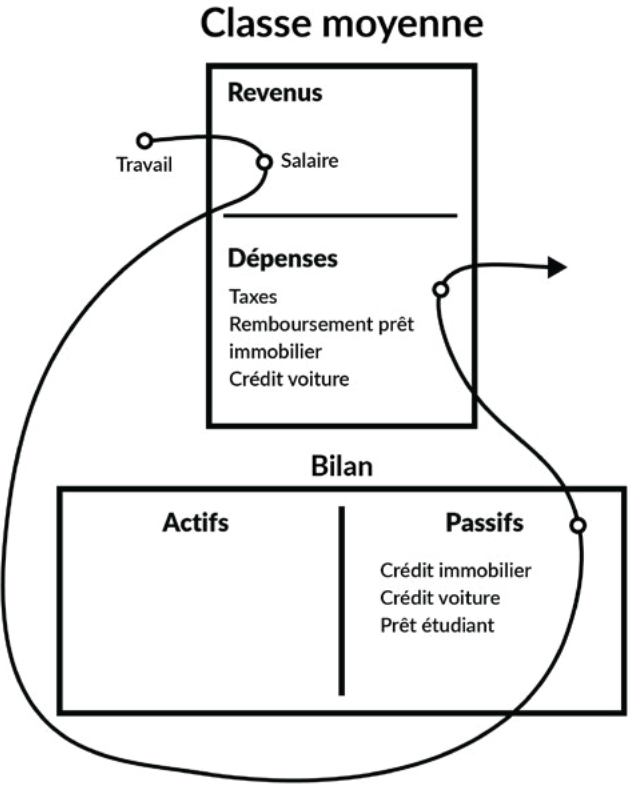 Classe moyenne
Revenus
Travail
Salaire
Dépenses
Taxes
Remboursement prêt
immobilier
Crédit voiture
Bilan
Actifs
Passifs
Crédit immobilier
Crédit voiture
Prêt étudiant